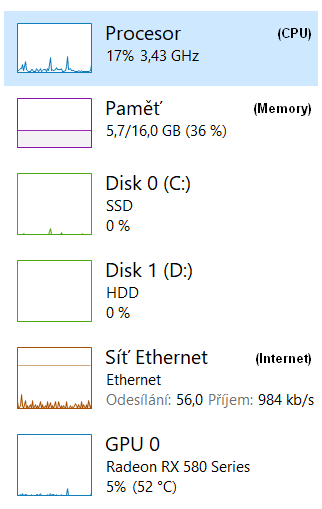 Procesor (CPU)
17% 3,43 GHz
Paměť (Memory)
5,7/16,0 GB (36 %)
Disk 0 (C:)
SSD
0 %
Disk 1 (D:)
HDD
0 %
Síť Ethernet (Internet)
Ethernet
Odesílání: 56,0 Příjem: 984 kb/s
GPU 0
Radeon RX 580 Series
5% (52 °C)